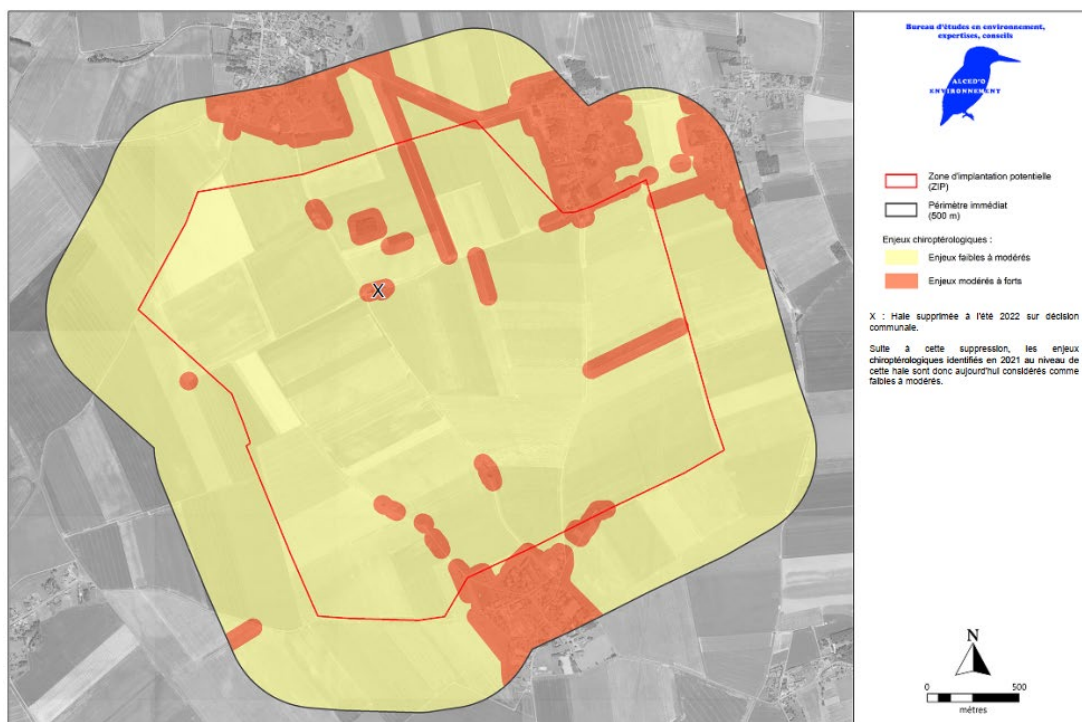 Bureau d'études en environnement,
expertises, conseils
ALCED'O
ENVIRONNEMENT
Zone d'implantation potentielle
(ZIP)
Périmètre immédiat
(500 m)
Enjeux chiroptérologiques :
Enjeux faibles à modérés
Enjeux modérés à forts
X
X : Haie supprimée à l'été 2022 sur décision
communale.
Suite à cette suppression, les enjeux
chiroptérologiques identifiés en 2021 au niveau de
cette haie sont donc aujourd'hui considérés comme
faibles à modérés.
N
0 500
mètres